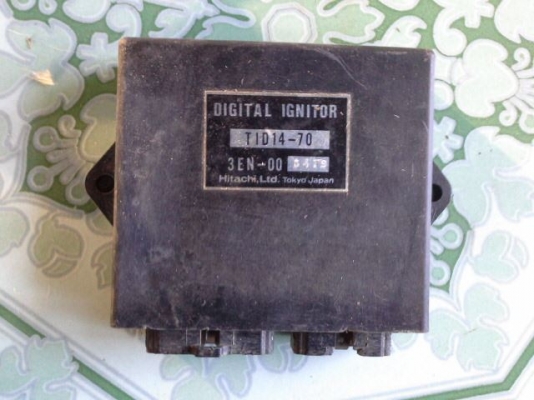 DIGITAL IGNITOR
TID14-70
3EN-00
Hitachi, Ltd. Tokyo Japan